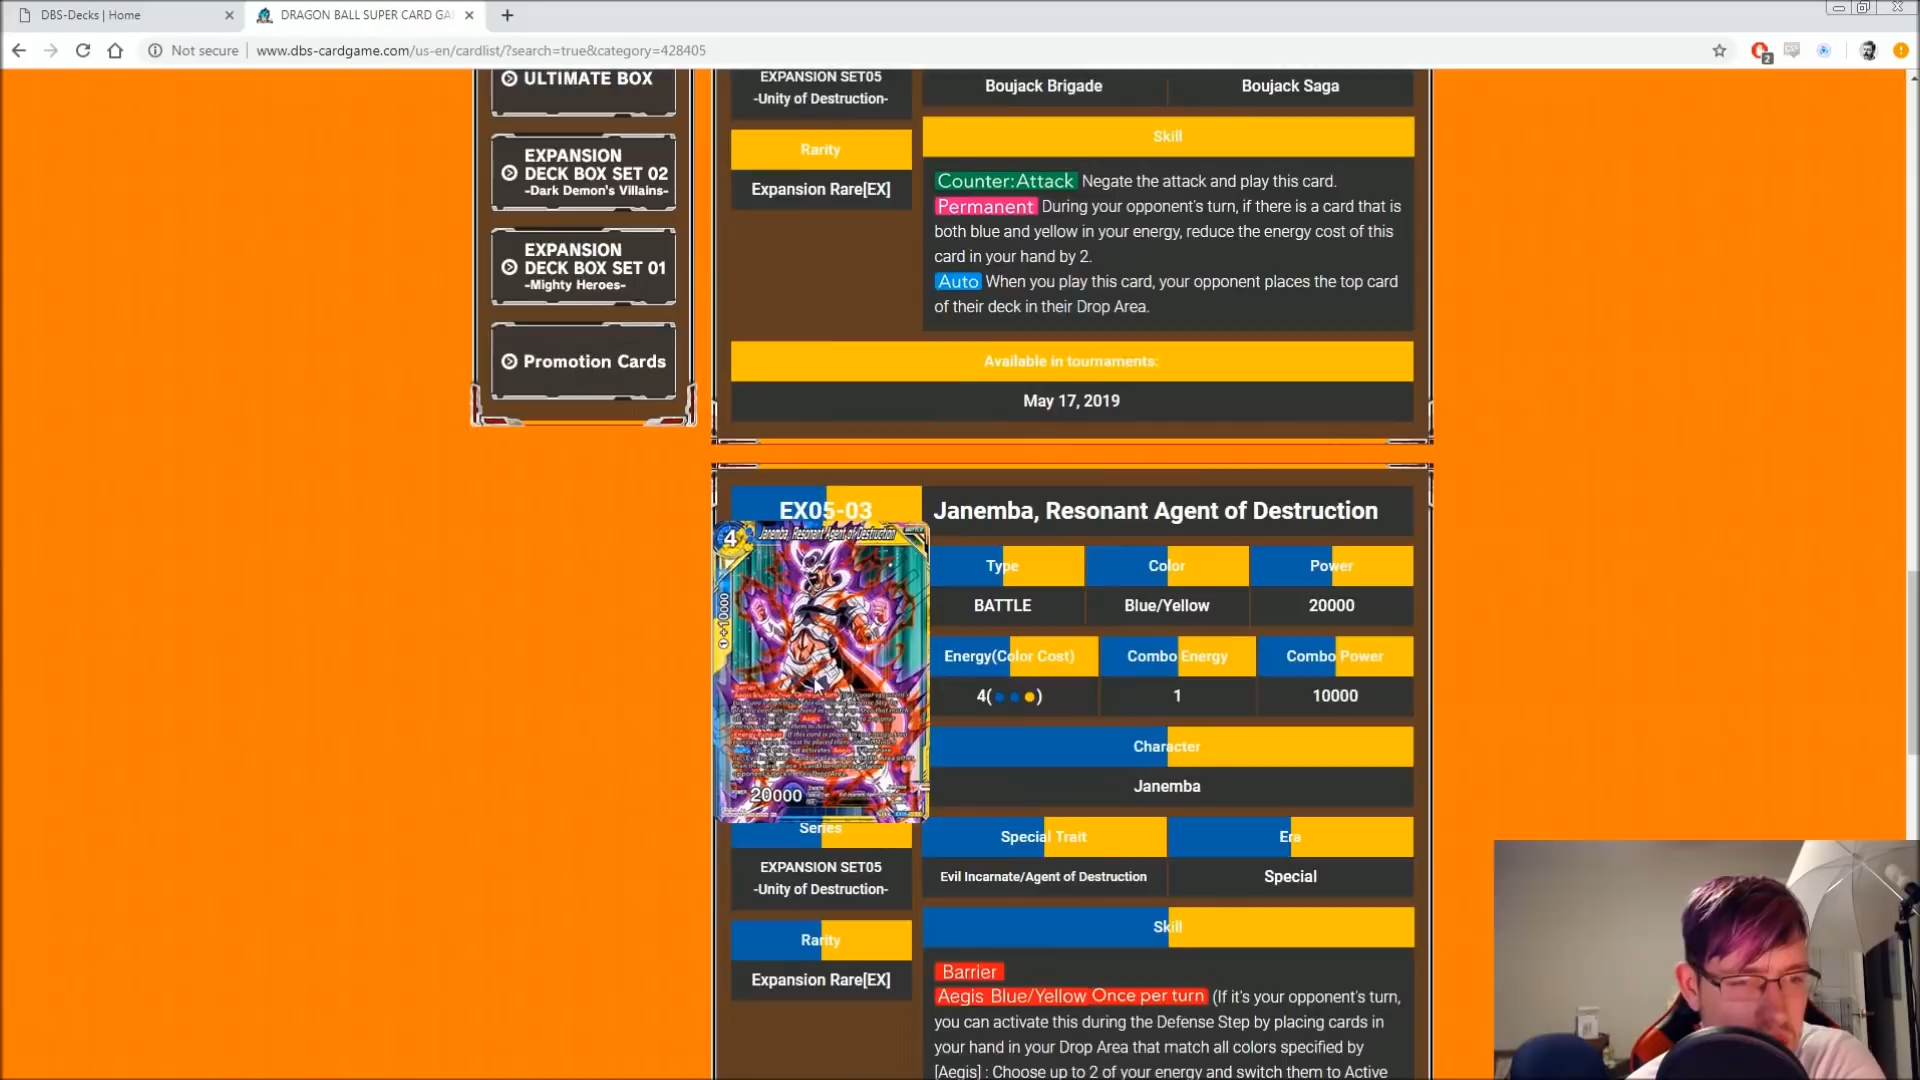 DBS-Decks | Home
DRAGON BALL SUPER CARD GA
Not secure
www.dbs-cardgame.com/us-en/cardlist/?search=true&category=428405
2
ULTIMATE BOX
EXPANSION
DECK BOX SET 02
-Dark Demon's Villains-
EXPANSION
DECK BOX SET 01
-Mighty Heroes-
Promotion Cards
EXPANSION SET05
-Unity of Destruction-
Rarity
Expansion Rare[EX]
Boujack Brigade
Boujack Saga
Skill
Counter:Attack Negate the attack and play this card.
Permanent During your opponent's turn, if there is a card that is
both blue and yellow in your energy, reduce the energy cost of this
card in your hand by 2.
Auto When you play this card, your opponent places the top card
of their deck in their Drop Area.
Available in tournaments:
May 17, 2019
EX05-03
Janemba, Resonant Agent of Destruction
4
Janemba, Resonant Agent of Destruction
+10000
20000
Type
Color
Power
BATTLE
Blue/Yellow
20000
Energy(Color Cost)
Combo Energy
Combo Power
4( )
1
10000
Character
Janemba
Series
EXPANSION SET05
-Unity of Destruction-
Special Trait
Era
Evil Incarnate/Agent of Destruction
Special
Rarity
Expansion Rare[EX]
Skill
Barrier
Aegis Blue/Yellow Once per turn (If it's your opponent's turn,
you can activate this during the Defense Step by placing cards in
your hand in your Drop Area that match all colors specified by
[Aegis] : Choose up to 2 of your energy and switch them to Active